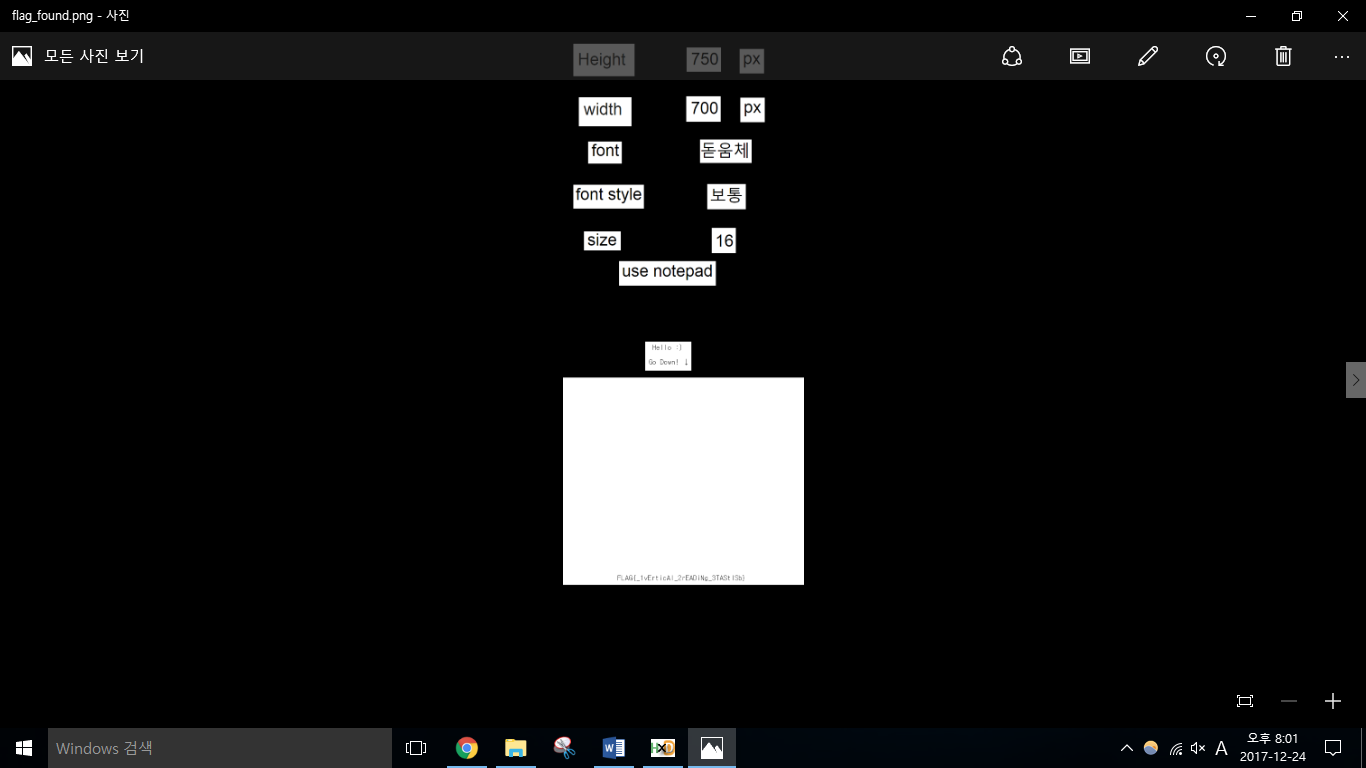 flag_found.png - 사진
모든 사진 보기
Height 750 px
width 700 px
font 돋움체
font style 보통
size 16
use notepad
Hello :)
Go Down! ↓
Windows 검색
A
오후 8:01
2017-12-24